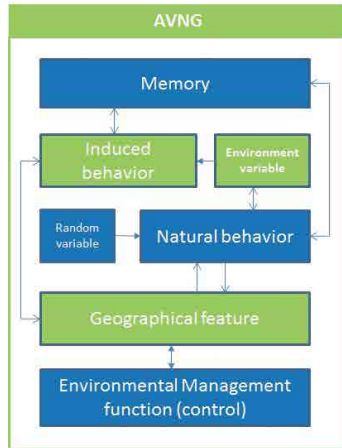 AVNG
Memory
Induced
behavior
Environment
variable
Random
variable
Natural behavior
Geographical feature
Environmental Management
function (control)